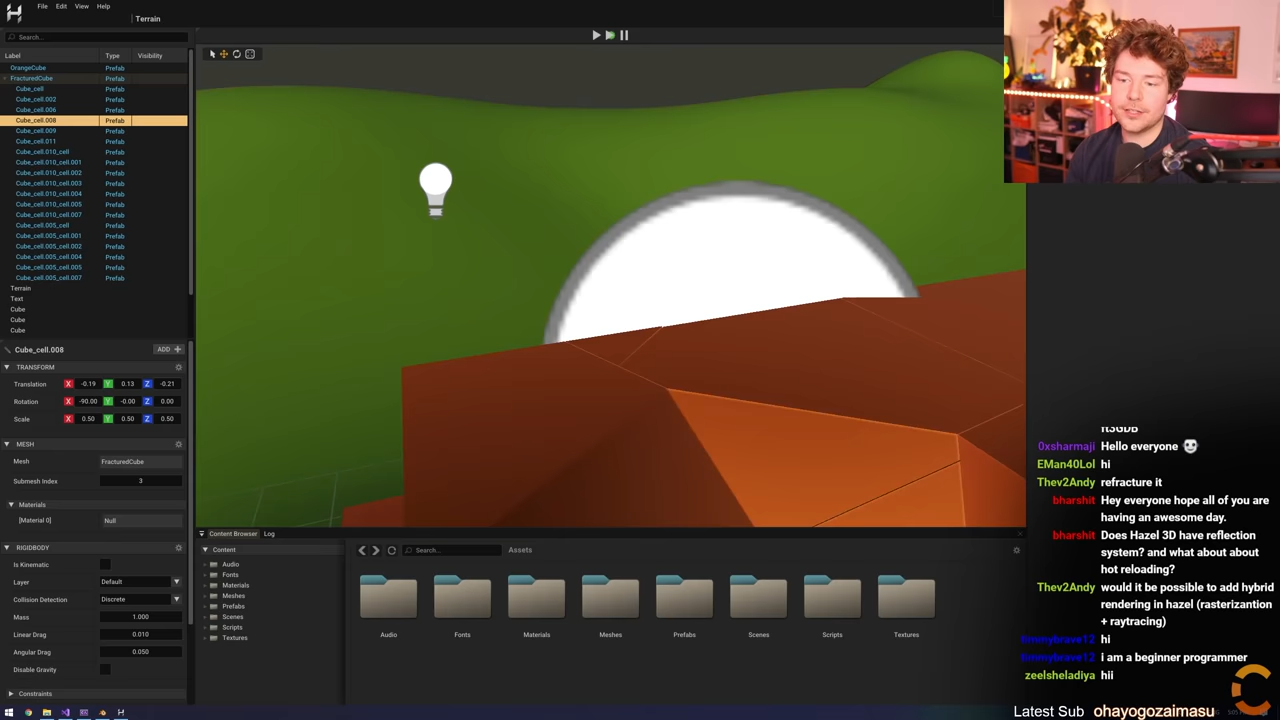 File Edit View Help
Terrain
Search...
Label Type Visibility
OrangeCube Prefab
FracturedCube Prefab
Cube_cell Prefab
Cube_cell.002 Prefab
Cube_cell.006 Prefab
Cube_cell.008 Prefab
Cube_cell.009 Prefab
Cube_cell.011 Prefab
Cube_cell.010_cell Prefab
Cube_cell.010_cell.001 Prefab
Cube_cell.010_cell.002 Prefab
Cube_cell.010_cell.003 Prefab
Cube_cell.010_cell.004 Prefab
Cube_cell.010_cell.005 Prefab
Cube_cell.010_cell.007 Prefab
Cube_cell.005_cell Prefab
Cube_cell.005_cell.001 Prefab
Cube_cell.005_cell.002 Prefab
Cube_cell.005_cell.004 Prefab
Cube_cell.005_cell.005 Prefab
Cube_cell.005_cell.007 Prefab
Terrain
Text
Cube
Cube
Cube
Cube_cell.008 ADD +
TRANSFORM
Translation X -0.19 Y 0.13 Z -0.21
Rotation X -90.00 Y -0.00 Z 0.00
Scale X 0.50 Y 0.50 Z 0.50
MESH
Mesh FracturedCube
Submesh Index 3
Materials
[Material 0] Null
RIGIDBODY
Is Kinematic
Layer Default
Collision Detection Discrete
Mass 1.000
Linear Drag 0.010
Angular Drag 0.050
Disable Gravity
Constraints
Content Browser Log
Content
Audio
Fonts
Materials
Meshes
Prefabs
Scenes
Scripts
Textures
Search... Assets
Audio Fonts Materials Meshes Prefabs Scenes Scripts Textures
ft3GDB
0xsharmaji Hello everyone
EMan40Lol hi
Thev2Andy refracture it
bharshit Hey everyone hope all of you are
having an awesome day.
bharshit Does Hazel 3D have reflection
system? and what about about
hot reloading?
Thev2Andy would it be possible to add hybrid
rendering in hazel (rasterization
+ raytracing)
timmybrave12 hi
timmybrave12 i am a beginner programmer
zeelsheladiya hii
Latest Sub ohayogozaimasu